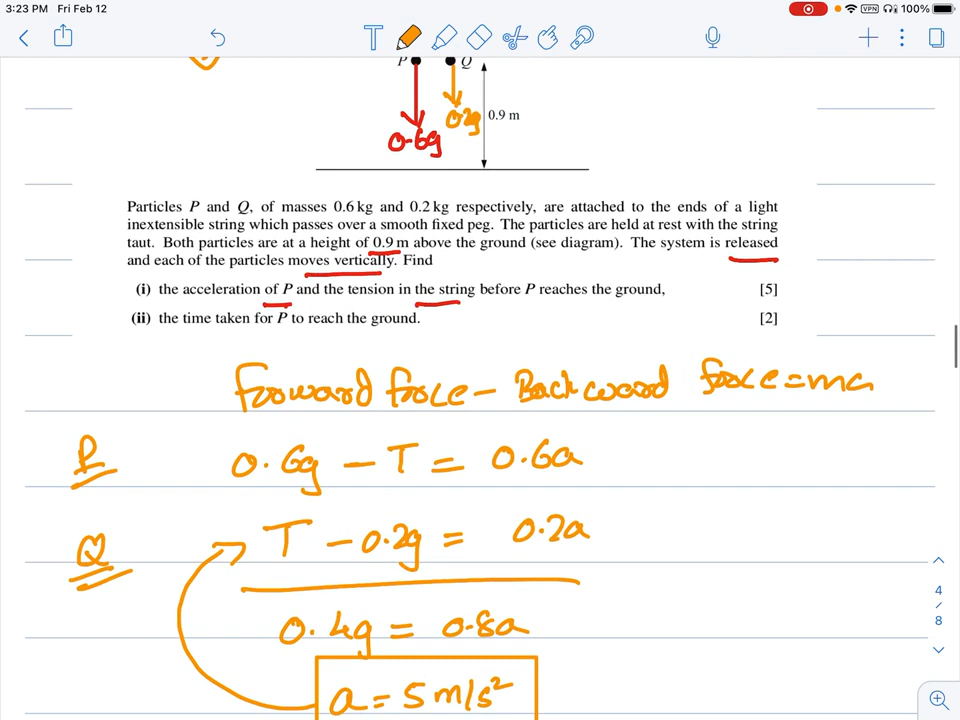 3:23 PM Fri Feb 12
VPN 100%
T
P Q
0.6g 0.2g 0.9 m
Particles P and Q, of masses 0.6 kg and 0.2 kg respectively, are attached to the ends of a light
inextensible string which passes over a smooth fixed peg. The particles are held at rest with the string
taut. Both particles are at a height of 0.9 m above the ground (see diagram). The system is released
and each of the particles moves vertically. Find
(i) the acceleration of P and the tension in the string before P reaches the ground, [5]
(ii) the time taken for P to reach the ground. [2]
Forward force - Backward force = ma
P 0.6g - T = 0.6a
Q T - 0.2g = 0.2a
0.4g = 0.8a
a = 5 m/s²
4
/
8